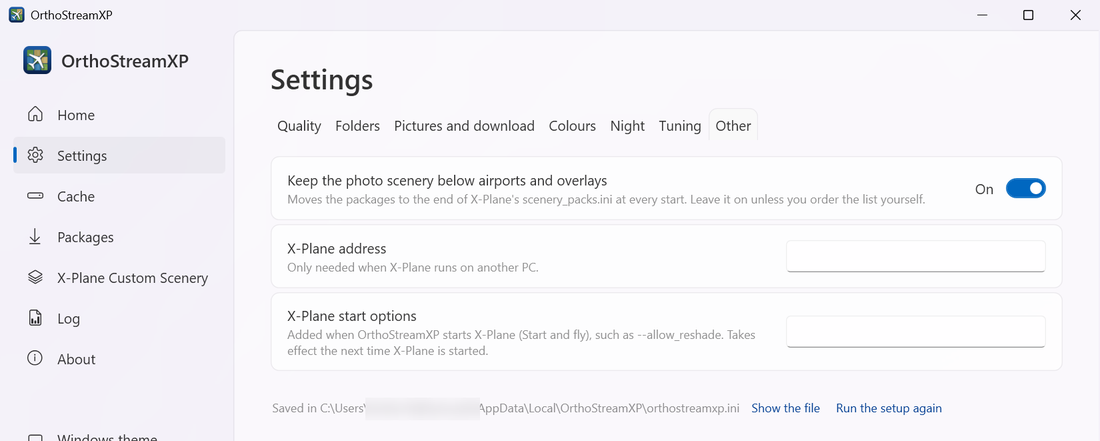 OrthoStreamXP
OrthoStreamXP
Home
Settings
Cache
Packages
X-Plane Custom Scenery
Log
About
Windows theme
Settings
Quality Folders Pictures and download Colours Night Tuning Other
Keep the photo scenery below airports and overlays
Moves the packages to the end of X-Plane's scenery_packs.ini at every start. Leave it on unless you order the list yourself.
On
X-Plane address
Only needed when X-Plane runs on another PC.
X-Plane start options
Added when OrthoStreamXP starts X-Plane (Start and fly), such as --allow_reshade. Takes
effect the next time X-Plane is started.
Saved in C:\Users\ AppData\Local\OrthoStreamXP\orthostreamxp.ini Show the file Run the setup again